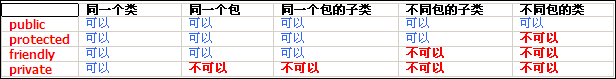 同一个类 同一个包 同一个包的子类 不同包的子类 不同包的类
public 可以 可以 可以 可以 可以
protected 可以 可以 可以 可以 不可以
friendly 可以 可以 可以 不可以 不可以
private 可以 不可以 不可以 不可以 不可以